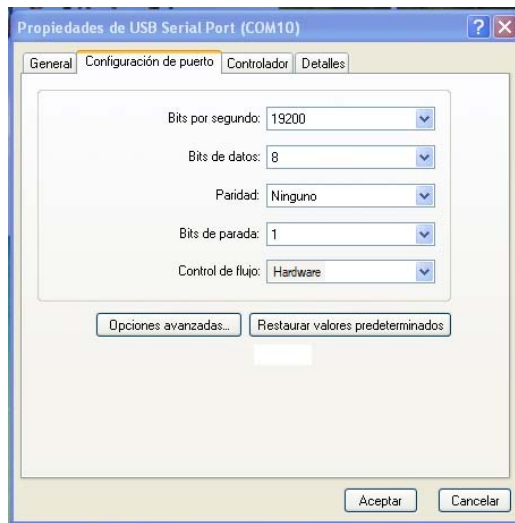 Propiedades de USB Serial Port (COM10)
General Configuración de puerto Controlador Detalles
Bits por segundo: 19200
Bits de datos: 8
Paridad: Ninguno
Bits de parada: 1
Control de flujo: Hardware
Opciones avanzadas... Restaurar valores predeterminados
Aceptar Cancelar